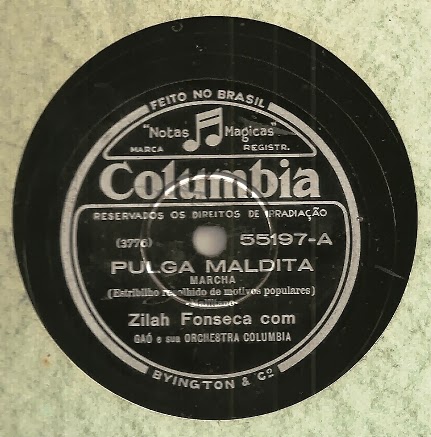 FEITO NO BRASIL
"Notas Magicas"
MARCA REGISTR.
Columbia
RESERVADOS OS DIREITOS DE IRRADIAÇÃO
(3776) 55197-A
PULGA MALDITA
MARCHA
(Estribilho recolhido de motivos populares)
Zilah Fonseca com
GAÓ e sua ORCHESTRA COLUMBIA
BYINGTON & Cº